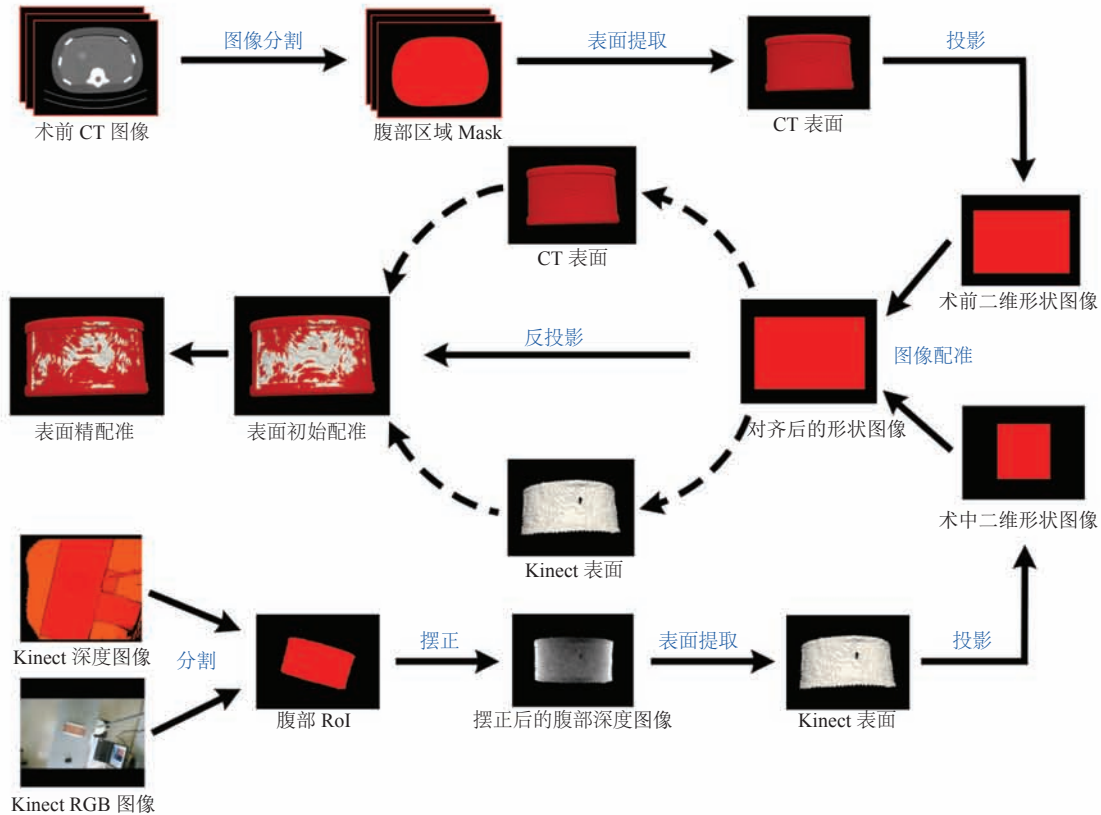 图像分割
表面提取
投影
术前 CT 图像
腹部区域 Mask
CT 表面
CT 表面
术前二维形状图像
反投影
图像配准
表面精配准
表面初始配准
对齐后的形状图像
术中二维形状图像
Kinect 表面
Kinect 深度图像
分割
摆正
表面提取
投影
腹部 RoI
摆正后的腹部深度图像
Kinect 表面
Kinect RGB 图像